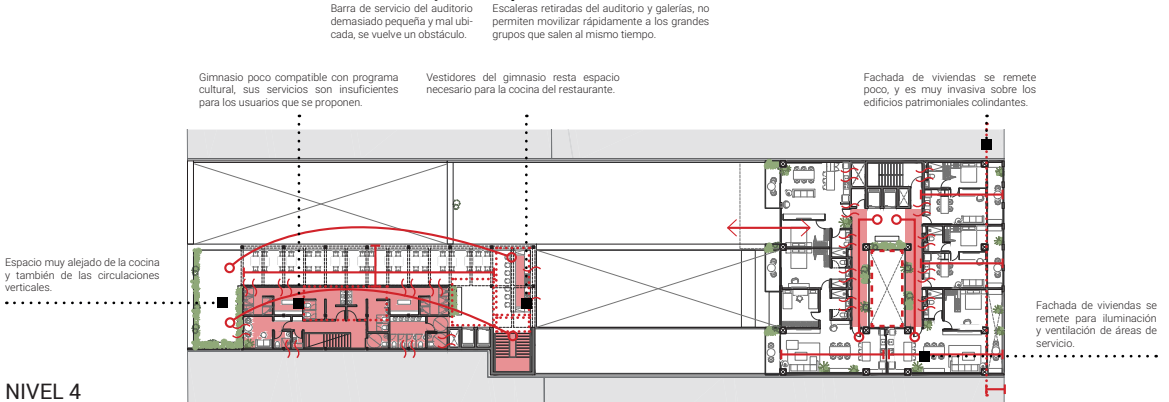 Barra de servicio del auditorio
demasiado pequeña y mal ubi-
cada, se vuelve un obstáculo.
Escaleras retiradas del auditorio y galerías, no
permiten movilizar rápidamente a los grandes
grupos que salen al mismo tiempo.
Gimnasio poco compatible con programa
cultural, sus servicios son insuficientes
para los usuarios que se proponen.
Vestidores del gimnasio resta espacio
necesario para la cocina del restaurante.
Fachada de viviendas se remete
poco, y es muy invasiva sobre los
edificios patrimoniales colindantes.
Espacio muy alejado de la cocina
y también de las circulaciones
verticales.
Fachada de viviendas se
remete para iluminación
y ventilación de áreas de
servicio.
NIVEL 4